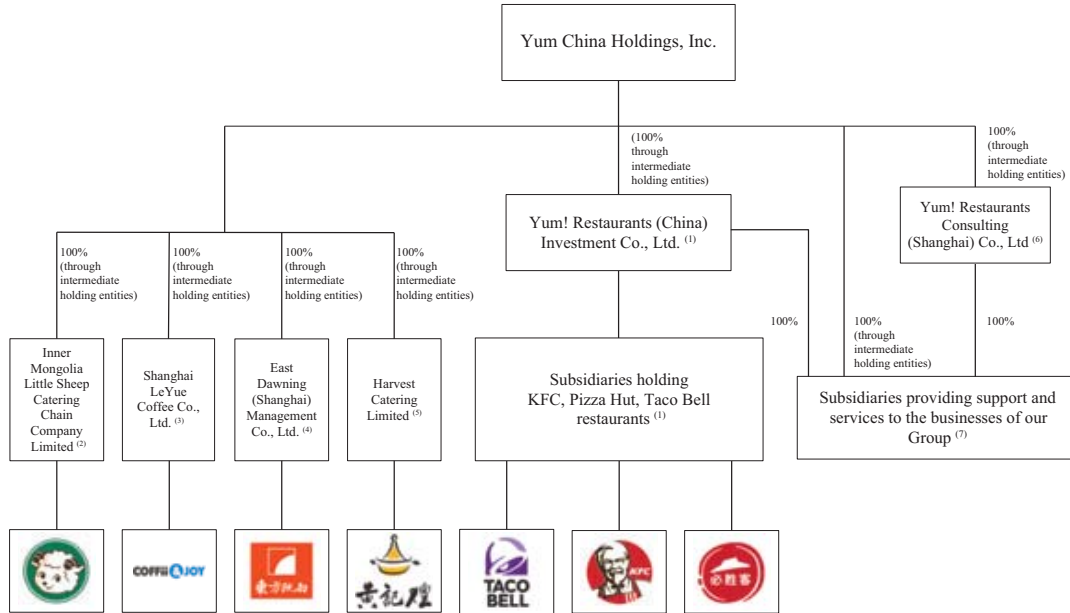 Yum China Holdings, Inc.
(100%
through
intermediate
holding entities)
100%
(through
intermediate
holding entities)
Yum! Restaurants (China)
Investment Co., Ltd. (1)
Yum! Restaurants
Consulting
(Shanghai) Co., Ltd (6)
100%
(through
intermediate
holding entities)
100%
(through
intermediate
holding entities)
100%
(through
intermediate
holding entities)
100%
(through
intermediate
holding entities)
100%
100%
(through
intermediate
holding entities)
100%
Inner
Mongolia
Little Sheep
Catering
Chain
Company
Limited (2)
Shanghai
LeYue
Coffee Co.,
Ltd. (3)
East
Dawning
(Shanghai)
Management
Co., Ltd. (4)
Harvest
Catering
Limited (5)
Subsidiaries holding
KFC, Pizza Hut, Taco Bell
restaurants (1)
Subsidiaries providing support and
services to the businesses of our
Group (7)
COFFii & JOY
東方既白
黄記煌
TACO
BELL
KFC
必胜客